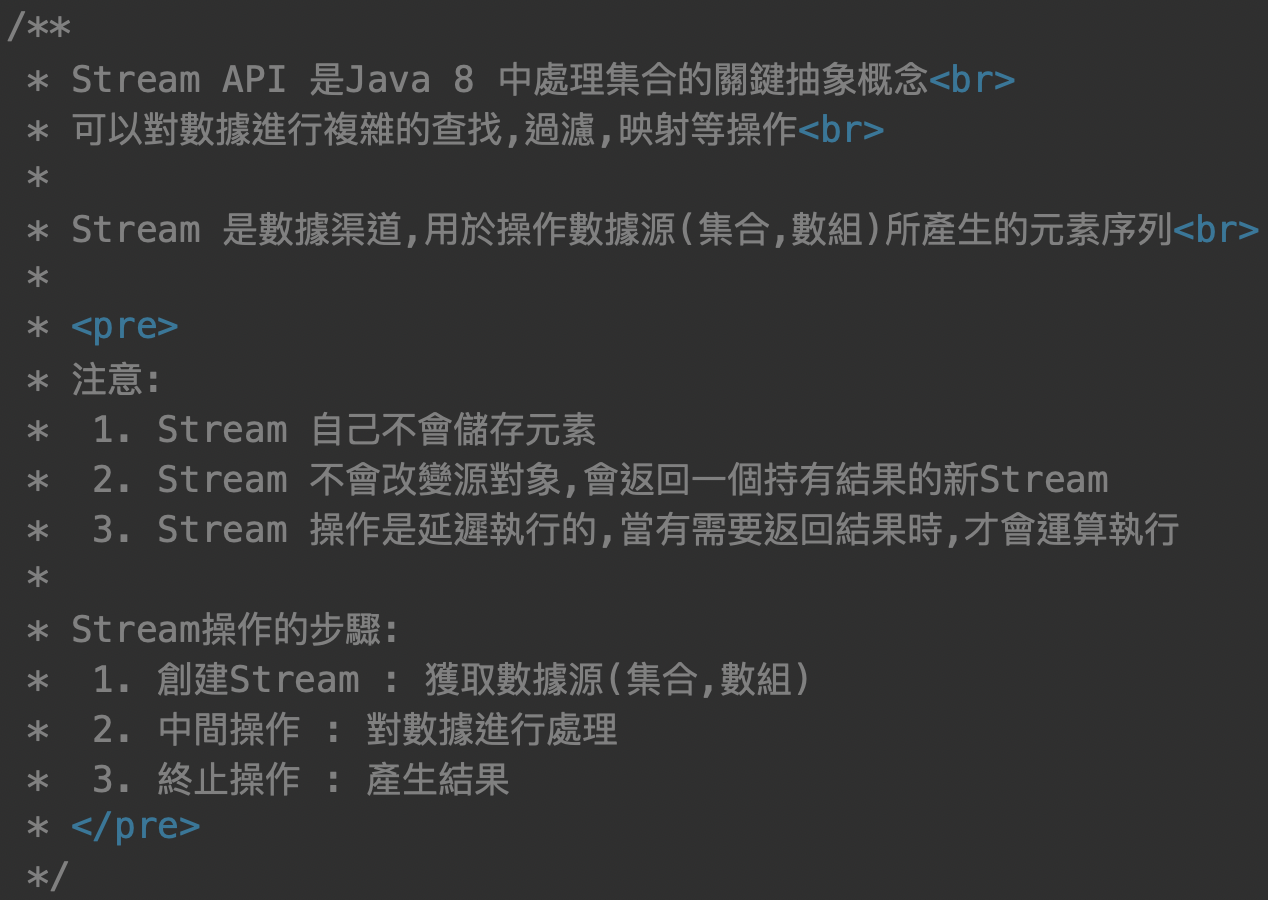 /**
 * Stream API 是Java 8 中處理集合的關鍵抽象概念<br>
 * 可以對數據進行複雜的查找,過濾,映射等操作<br>
 *
 * Stream 是數據渠道,用於操作數據源(集合,數組)所產生的元素序列<br>
 *
 * <pre>
 * 注意:
 *  1. Stream 自己不會儲存元素
 *  2. Stream 不會改變源對象,會返回一個持有結果的新Stream
 *  3. Stream 操作是延遲執行的,當有需要返回結果時,才會運算執行
 *
 * Stream操作的步驟:
 *  1. 創建Stream : 獲取數據源(集合,數組)
 *  2. 中間操作 : 對數據進行處理
 *  3. 終止操作 : 產生結果
 * </pre>
 */